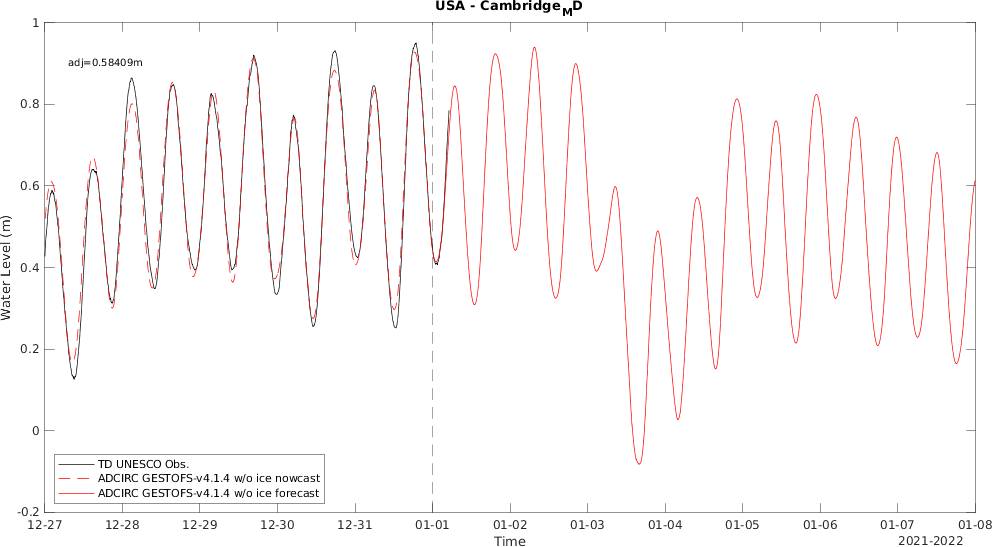 USA - Cambridge_MD
1
0.8
0.6
0.4
0.2
0
-0.2
Water Level (m)
adj=0.58409m
TD UNESCO Obs.
ADCIRC GESTOFS-v4.1.4 w/o ice nowcast
ADCIRC GESTOFS-v4.1.4 w/o ice forecast
12-27 12-28 12-29 12-30 12-31 01-01 01-02 01-03 01-04 01-05 01-06 01-07 01-08
Time
2021-2022